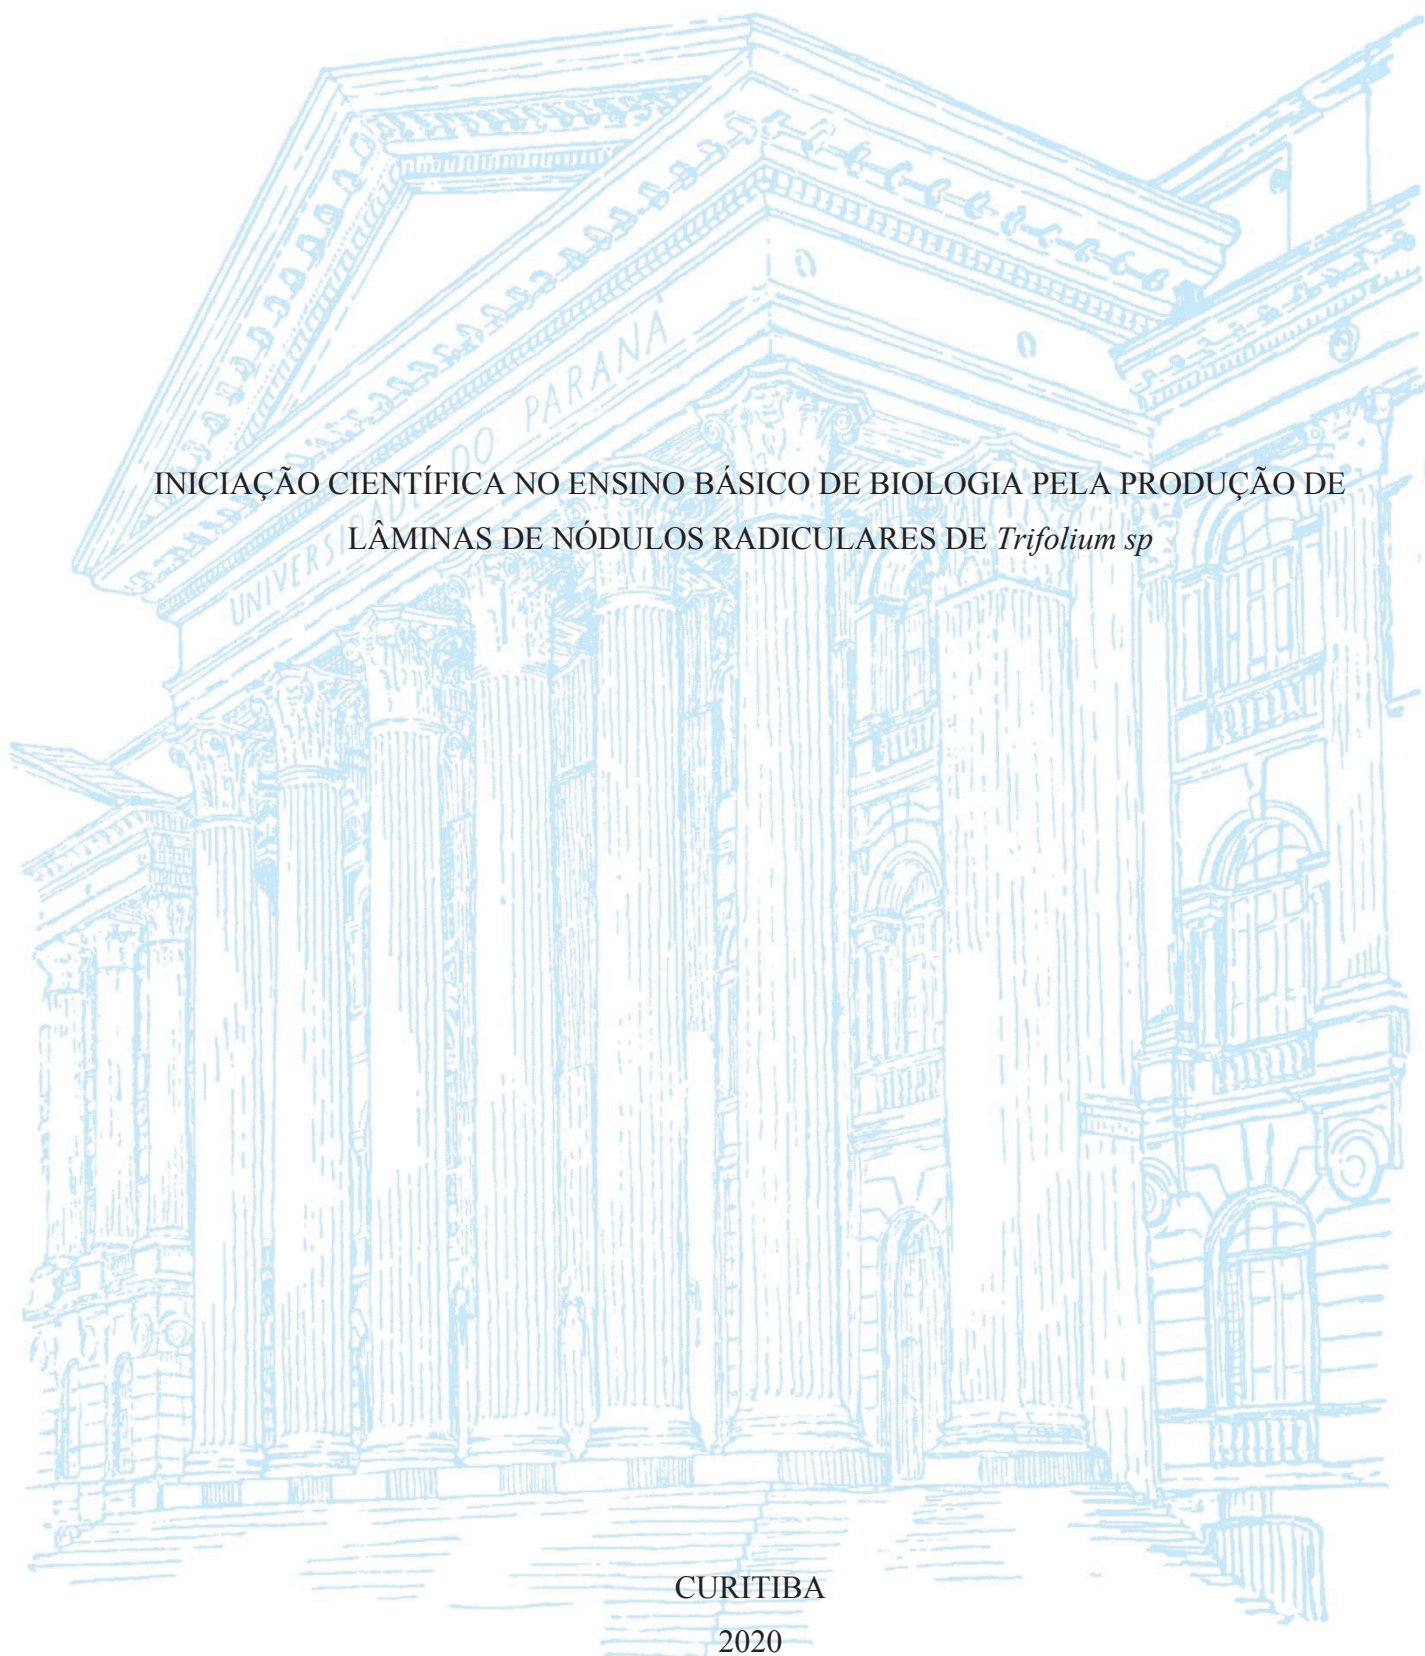 UNIVERS DO PARANÁ
INICIAÇÃO CIENTÍFICA NO ENSINO BÁSICO DE BIOLOGIA PELA PRODUÇÃO DE
LÂMINAS DE NÓDULOS RADICULARES DE Trifolium sp
CURITIBA
2020